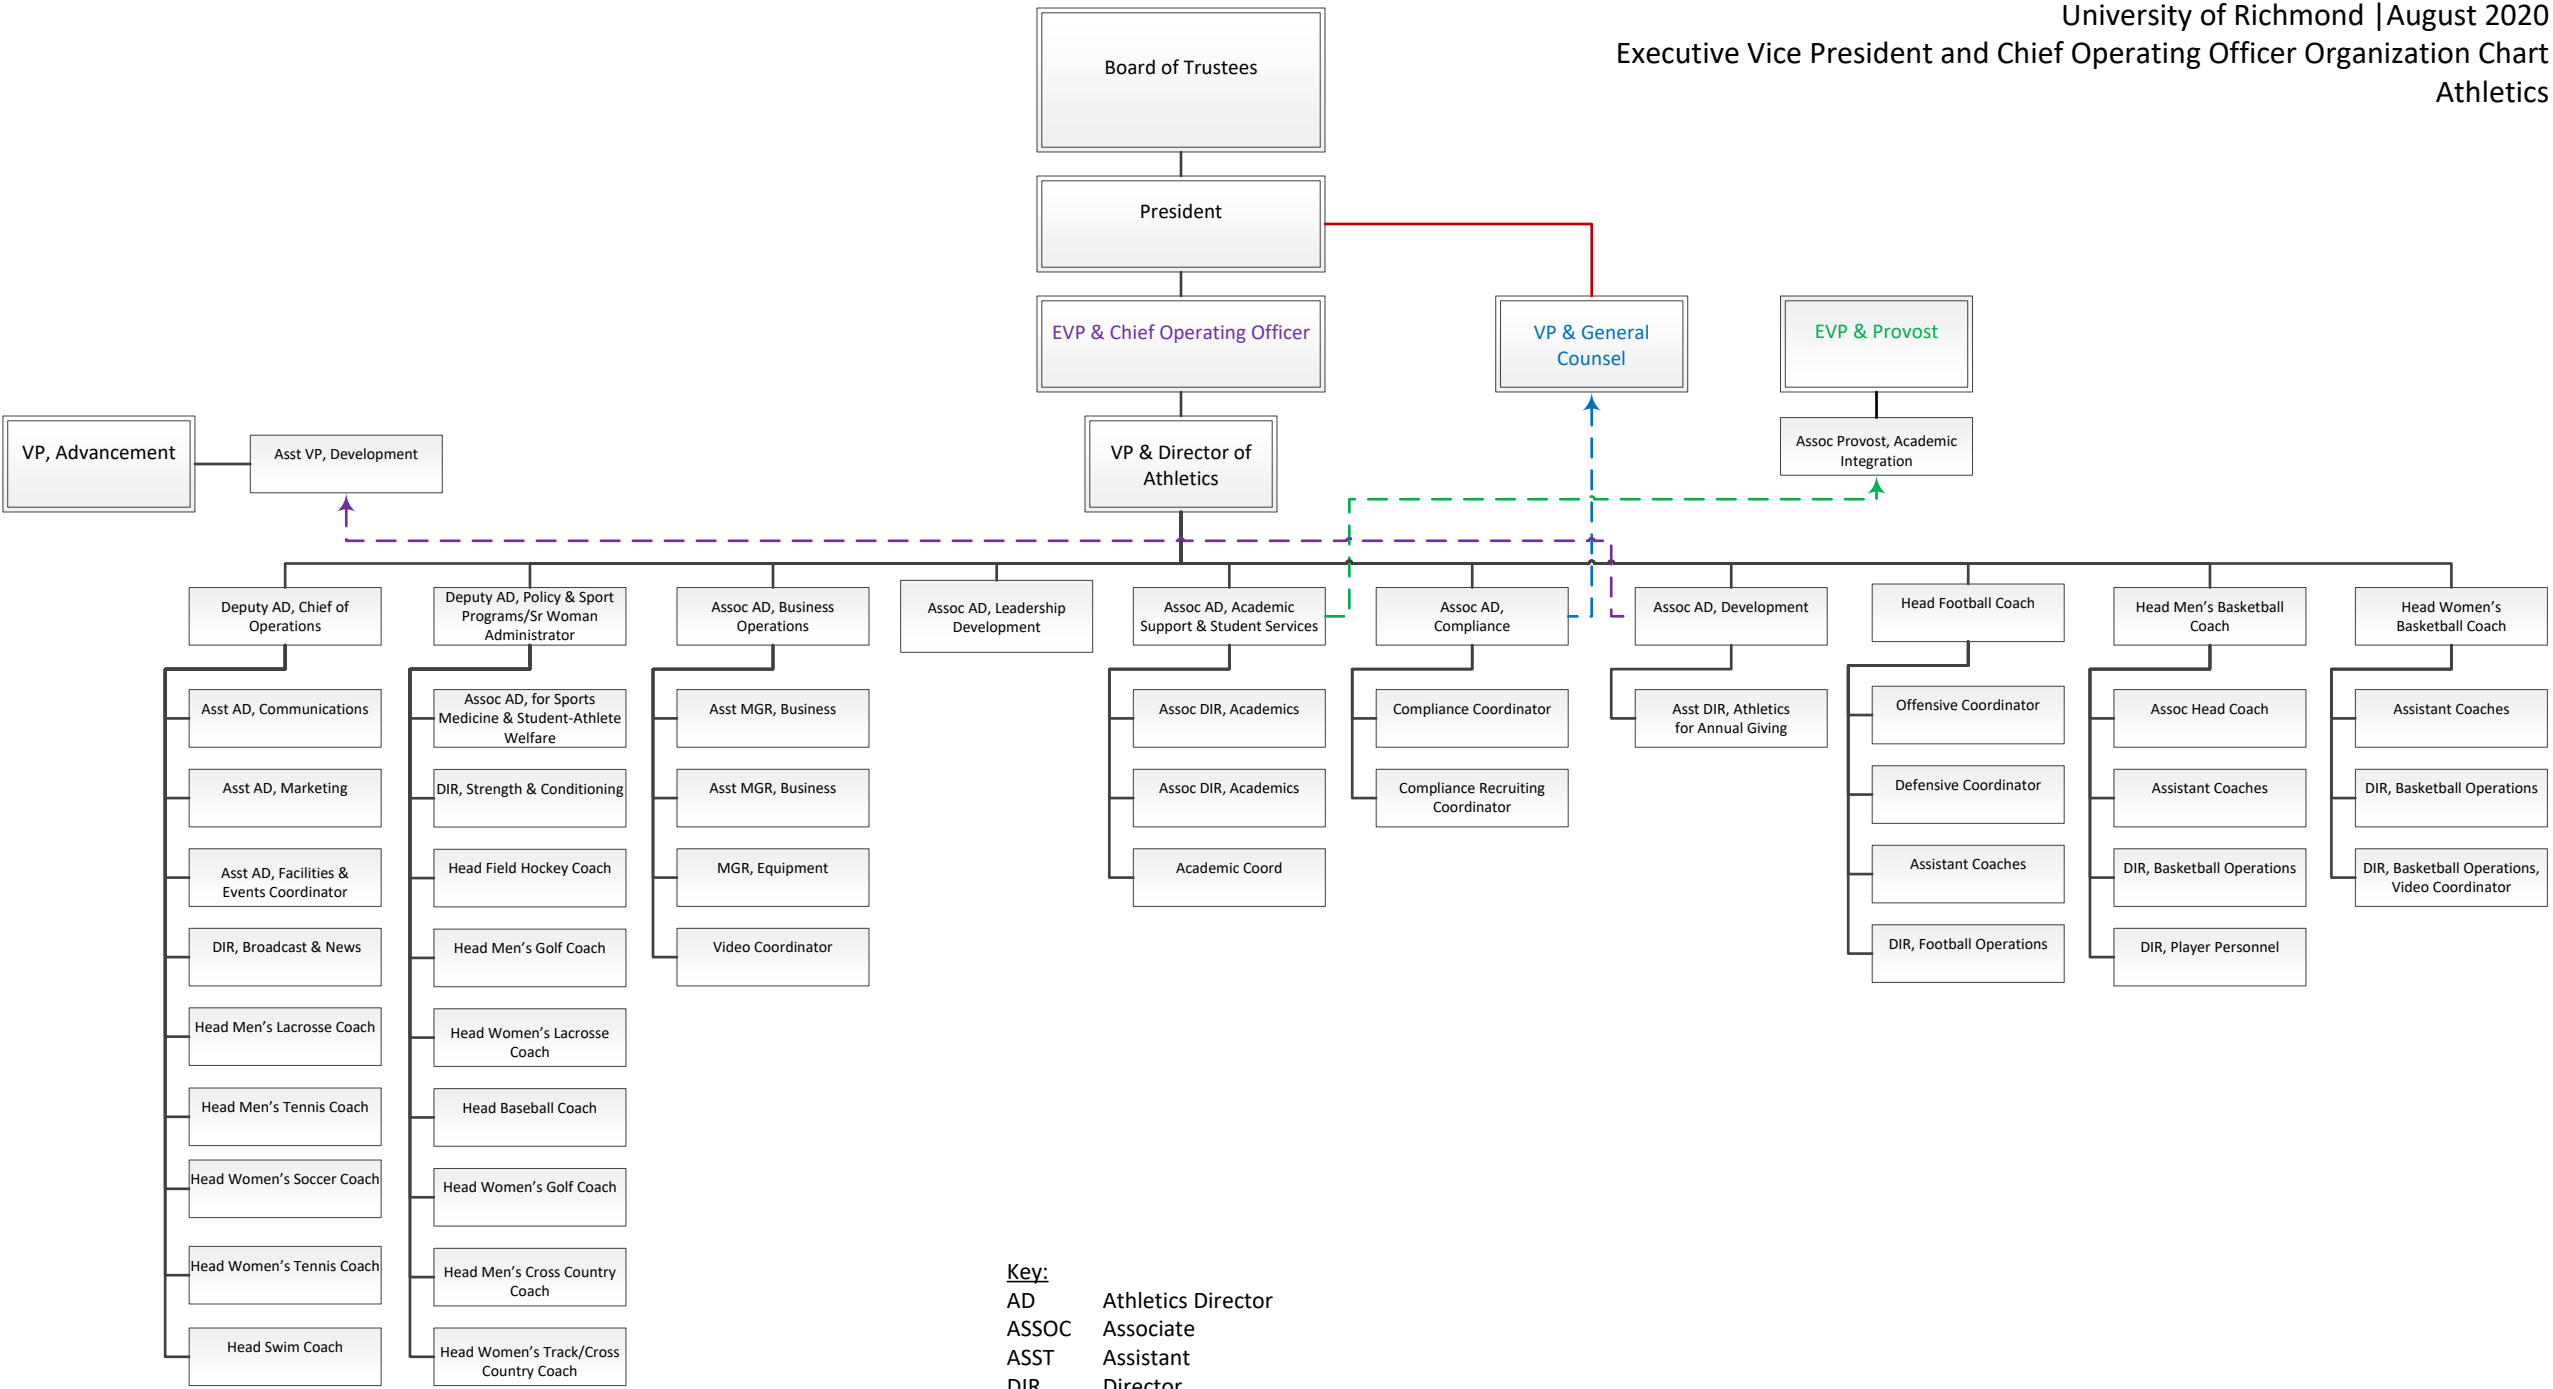 University of Richmond |August 2020
Executive Vice President and Chief Operating Officer Organization Chart
Athletics
Board of Trustees
President
EVP & Chief Operating Officer
VP & General
Counsel
EVP & Provost
VP, Advancement
Asst VP, Development
VP & Director of
Athletics
Assoc Provost, Academic
Integration
Deputy AD, Chief of
Operations
Deputy AD, Policy & Sport
Programs/Sr Woman
Administrator
Assoc AD, Business
Operations
Assoc AD, Leadership
Development
Assoc AD, Academic
Support & Student Services
Assoc AD,
Compliance
Assoc AD, Development
Head Football Coach
Head Men's Basketball
Coach
Head Women's
Basketball Coach
Asst AD, Communications
Asst AD, Marketing
Asst AD, Facilities &
Events Coordinator
DIR, Broadcast & News
Head Men's Lacrosse Coach
Head Men's Tennis Coach
Head Women's Soccer Coach
Head Women's Tennis Coach
Head Swim Coach
Assoc AD, for Sports
Medicine & Student-Athlete
Welfare
DIR, Strength & Conditioning
Head Field Hockey Coach
Head Men's Golf Coach
Head Women's Lacrosse
Coach
Head Baseball Coach
Head Women's Golf Coach
Head Men's Cross Country
Coach
Head Women's Track/Cross
Country Coach
Asst MGR, Business
Asst MGR, Business
MGR, Equipment
Video Coordinator
Assoc DIR, Academics
Assoc DIR, Academics
Academic Coord
Compliance Coordinator
Compliance Recruiting
Coordinator
Asst DIR, Athletics
for Annual Giving
Offensive Coordinator
Defensive Coordinator
Assistant Coaches
DIR, Football Operations
Assoc Head Coach
Assistant Coaches
DIR, Basketball Operations
DIR, Player Personnel
Assistant Coaches
DIR, Basketball Operations
DIR, Basketball Operations,
Video Coordinator
Key:
AD Athletics Director
ASSOC Associate
ASST Assistant
DIR Director